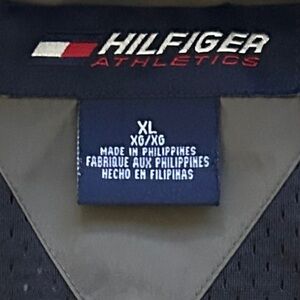 HILFIGER
ATHLETICS
XL
XG/XG
MADE IN PHILIPPINES
FABRIQUE AUX PHILIPPINES
HECHO EN FILIPINAS